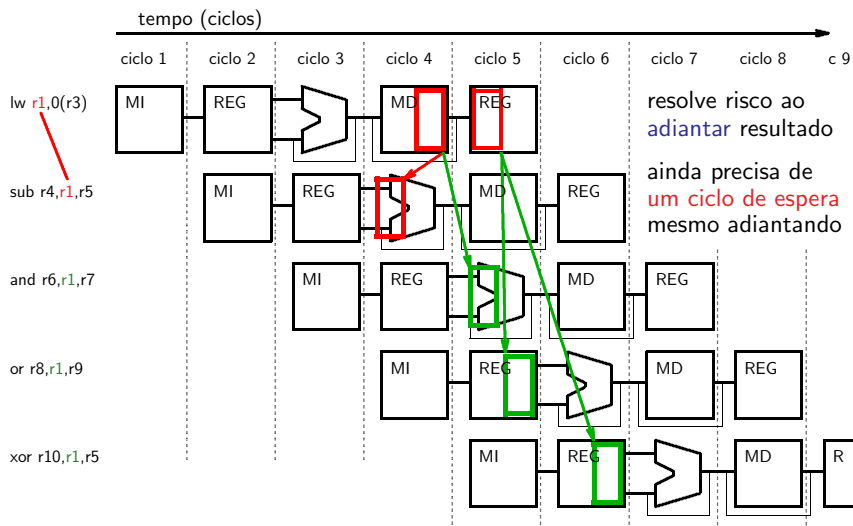 tempo (ciclos)
ciclo 1 ciclo 2 ciclo 3 ciclo 4 ciclo 5 ciclo 6 ciclo 7 ciclo 8 c 9
lw r1,0(r3) MI REG MD REG
resolve risco ao
adiantar resultado
ainda precisa de
um ciclo de espera
mesmo adiantando
sub r4,r1,r5 MI REG MD REG
and r6,r1,r7 MI REG MD REG
or r8,r1,r9 MI REG MD REG
xor r10,r1,r5 MI REG MD R